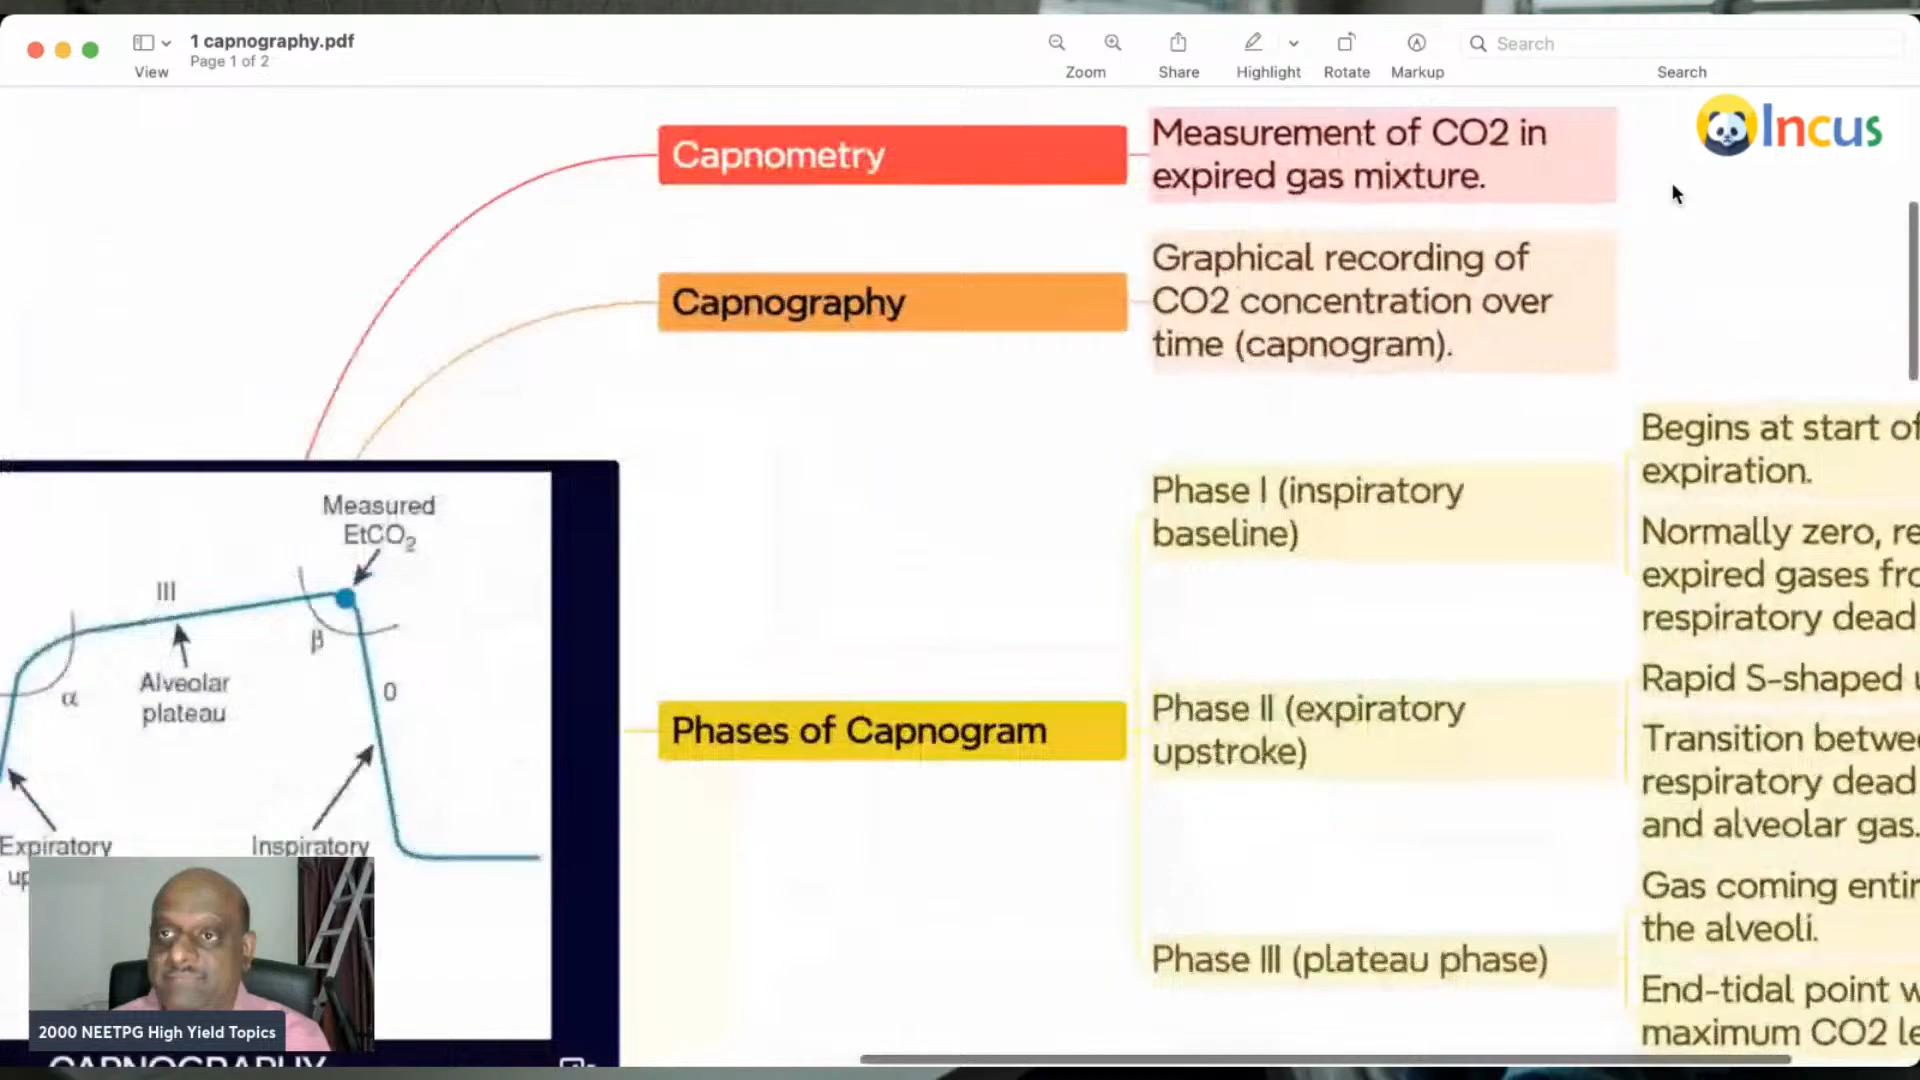 1 capnography.pdf
Page 1 of 2
View
Zoom
Share
Highlight
Rotate
Markup
Search
Search
Incus
Capnometry
Measurement of CO2 in
expired gas mixture.
Capnography
Graphical recording of
CO2 concentration over
time (capnogram).
Measured
EtCO₂
III
β
α
0
Alveolar
plateau
Expiratory
Inspiratory
Phases of Capnogram
Phase I (inspiratory
baseline)
Begins at start of
expiration.
Normally zero, re
expired gases fro
respiratory dead
Phase II (expiratory
upstroke)
Rapid S-shaped u
Transition betwee
respiratory dead
and alveolar gas.
Phase III (plateau phase)
Gas coming entir
the alveoli.
End-tidal point w
maximum CO2 le
2000 NEETPG High Yield Topics
CAPNOGRAPHY